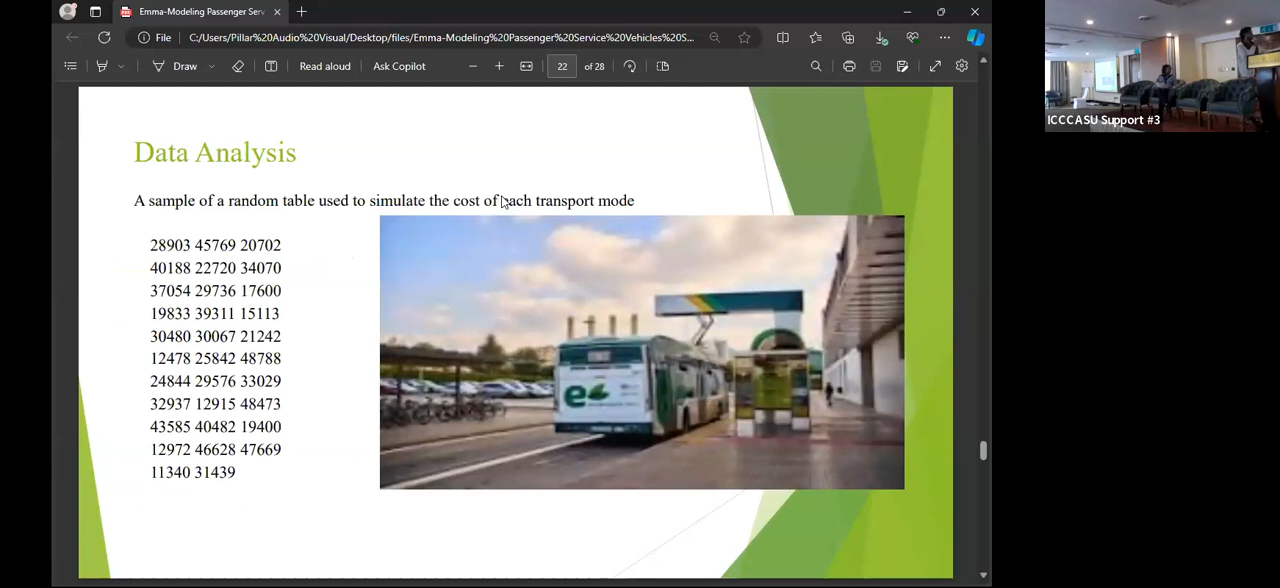 Emma-Modeling Passenger Serv
File
C:/Users/Pillar%20Audio%20Visual/Desktop/files/Emma-Modeling%20Passenger%20Service%20Vehicles%20S...
Draw
Read aloud
Ask Copilot
22
of 28
Data Analysis
A sample of a random table used to simulate the cost of each transport mode
28903 45769 20702
40188 22720 34070
37054 29736 17600
19833 39311 15113
30480 30067 21242
12478 25842 48788
24844 29576 33029
32937 12915 48473
43585 40482 19400
12972 46628 47669
11340 31439
e
ICCCASU Support #3